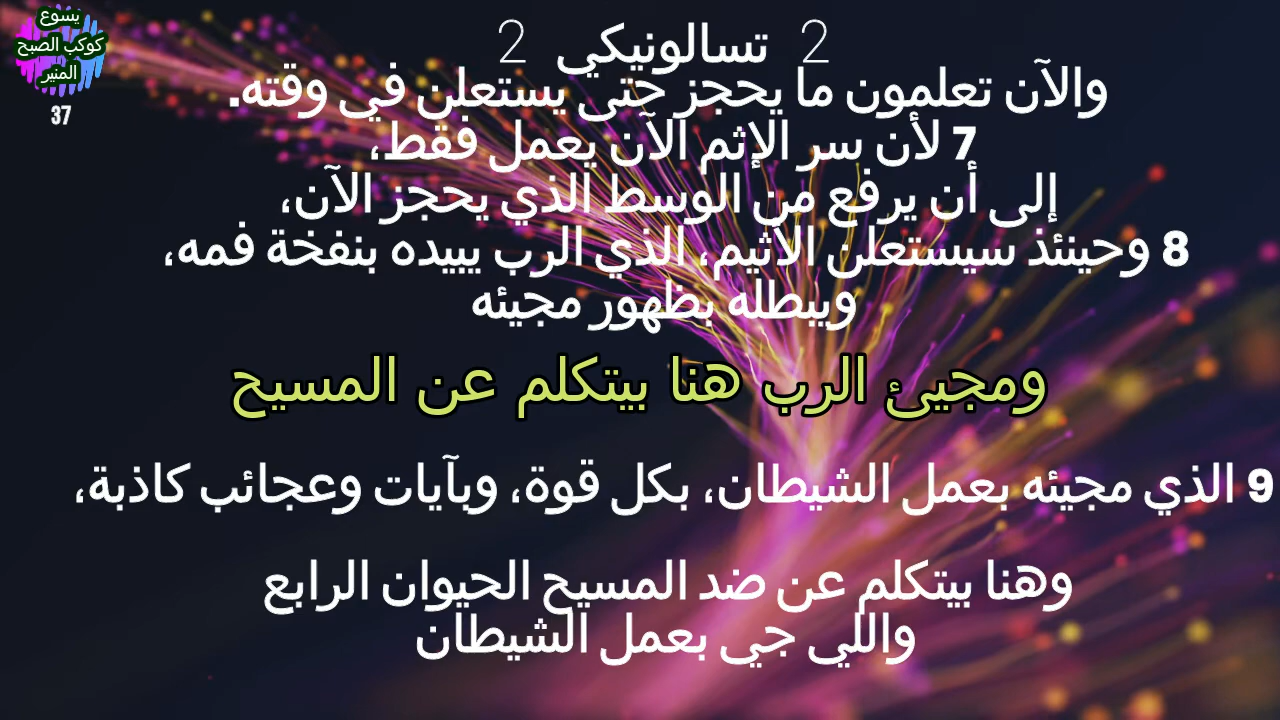 يسوع
كوكب الصبح
المنير
37
2 تسالونيكي 2
والآن تعلمون ما يحجز حتى يستعلن في وقته.
7 لأن سر الإثم الآن يعمل فقط،
إلى أن يرفع من الوسط الذي يحجز الآن،
8 وحينئذ سيستعلن الأثيم، الذي الرب يبيده بنفخة فمه،
ويبطله بظهور مجيئه
ومجيئ الرب هنا بيتكلم عن المسيح
9 الذي مجيئه بعمل الشيطان، بكل قوة، وبآيات وعجائب كاذبة،
وهنا بيتكلم عن ضد المسيح الحيوان الرابع
واللي جي بعمل الشيطان